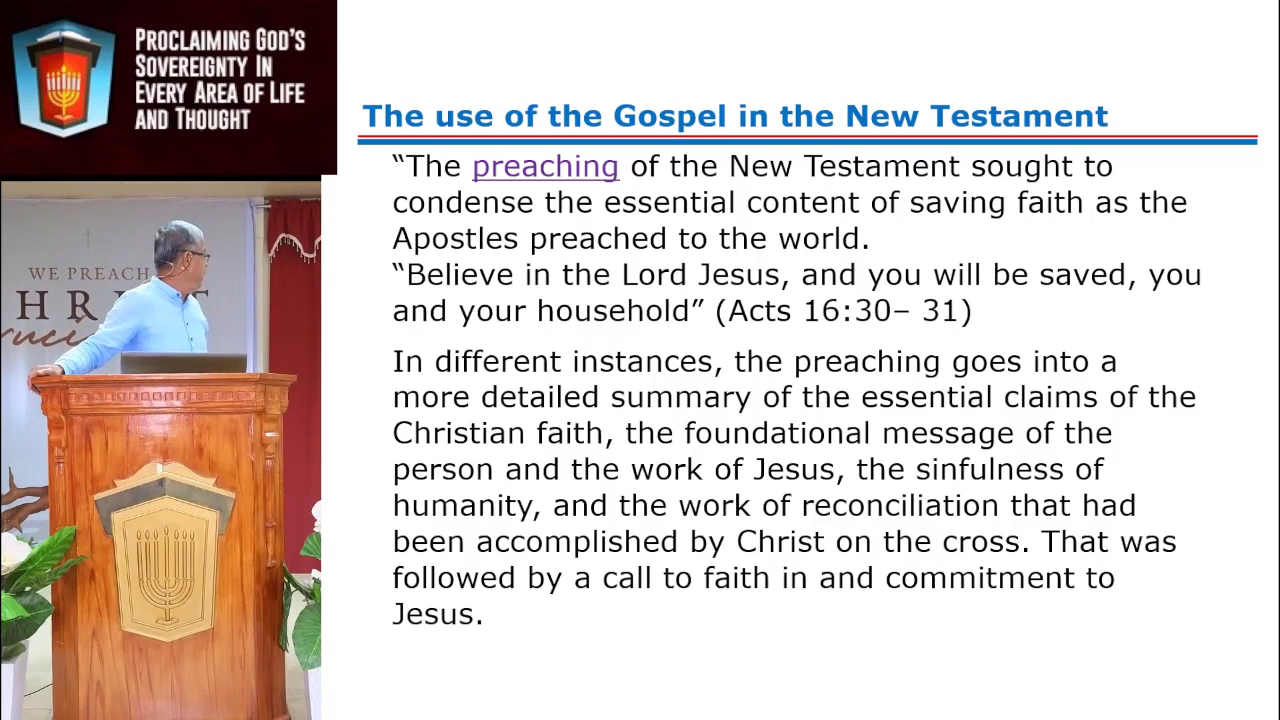 PROCLAIMING GOD'S
SOVEREIGNTY IN
EVERY AREA OF LIFE
AND THOUGHT
WE PREACH
The use of the Gospel in the New Testament
“The preaching of the New Testament sought to
condense the essential content of saving faith as the
Apostles preached to the world.
“Believe in the Lord Jesus, and you will be saved, you
and your household” (Acts 16:30– 31)
In different instances, the preaching goes into a
more detailed summary of the essential claims of the
Christian faith, the foundational message of the
person and the work of Jesus, the sinfulness of
humanity, and the work of reconciliation that had
been accomplished by Christ on the cross. That was
followed by a call to faith in and commitment to
Jesus.